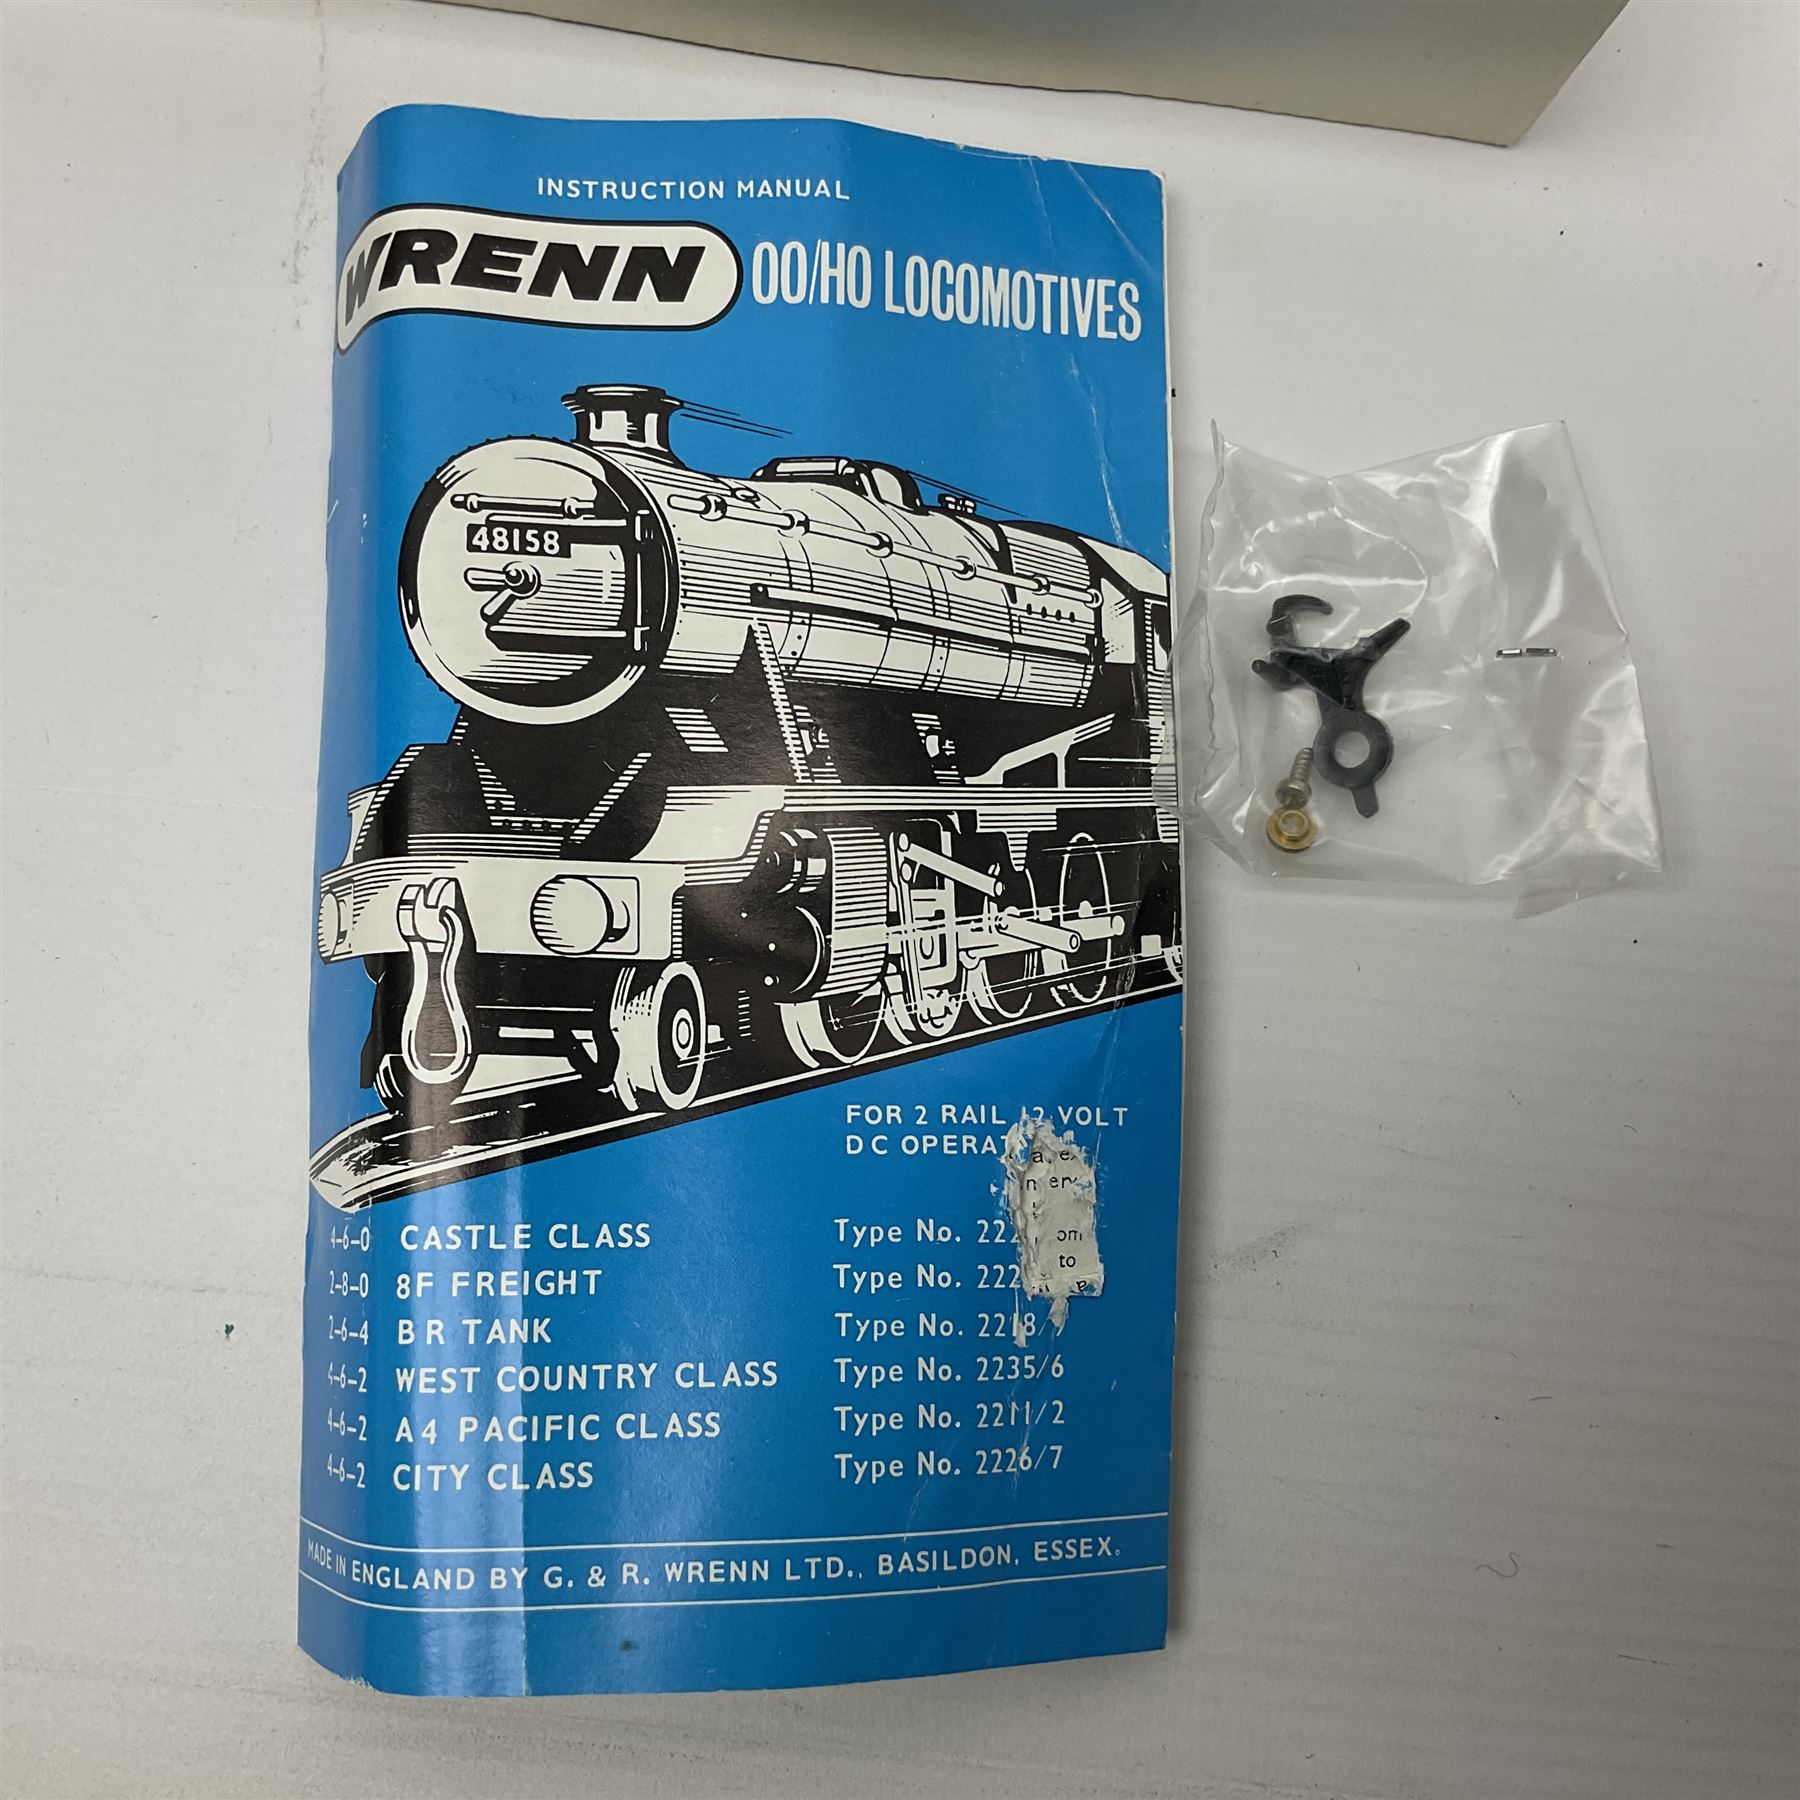 INSTRUCTION MANUAL
WRENN OO/HO LOCOMOTIVES
48158
FOR 2 RAIL 12 VOLT
DC
to
4-6-0 CASTLE CLASS Type No.
2-8-0 8F FREIGHT Type No.
2-6-4 BR TANK Type No.
4-6-2 WEST COUNTRY CLASS Type No. 2235/6
4-6-2 A4 PACIFIC CLASS Type No. 2211/2
4-6-2 CITY CLASS Type No. 2226/7
MADE IN ENGLAND BY G. & R. WRENN LTD., BASILDON, ESSEX.